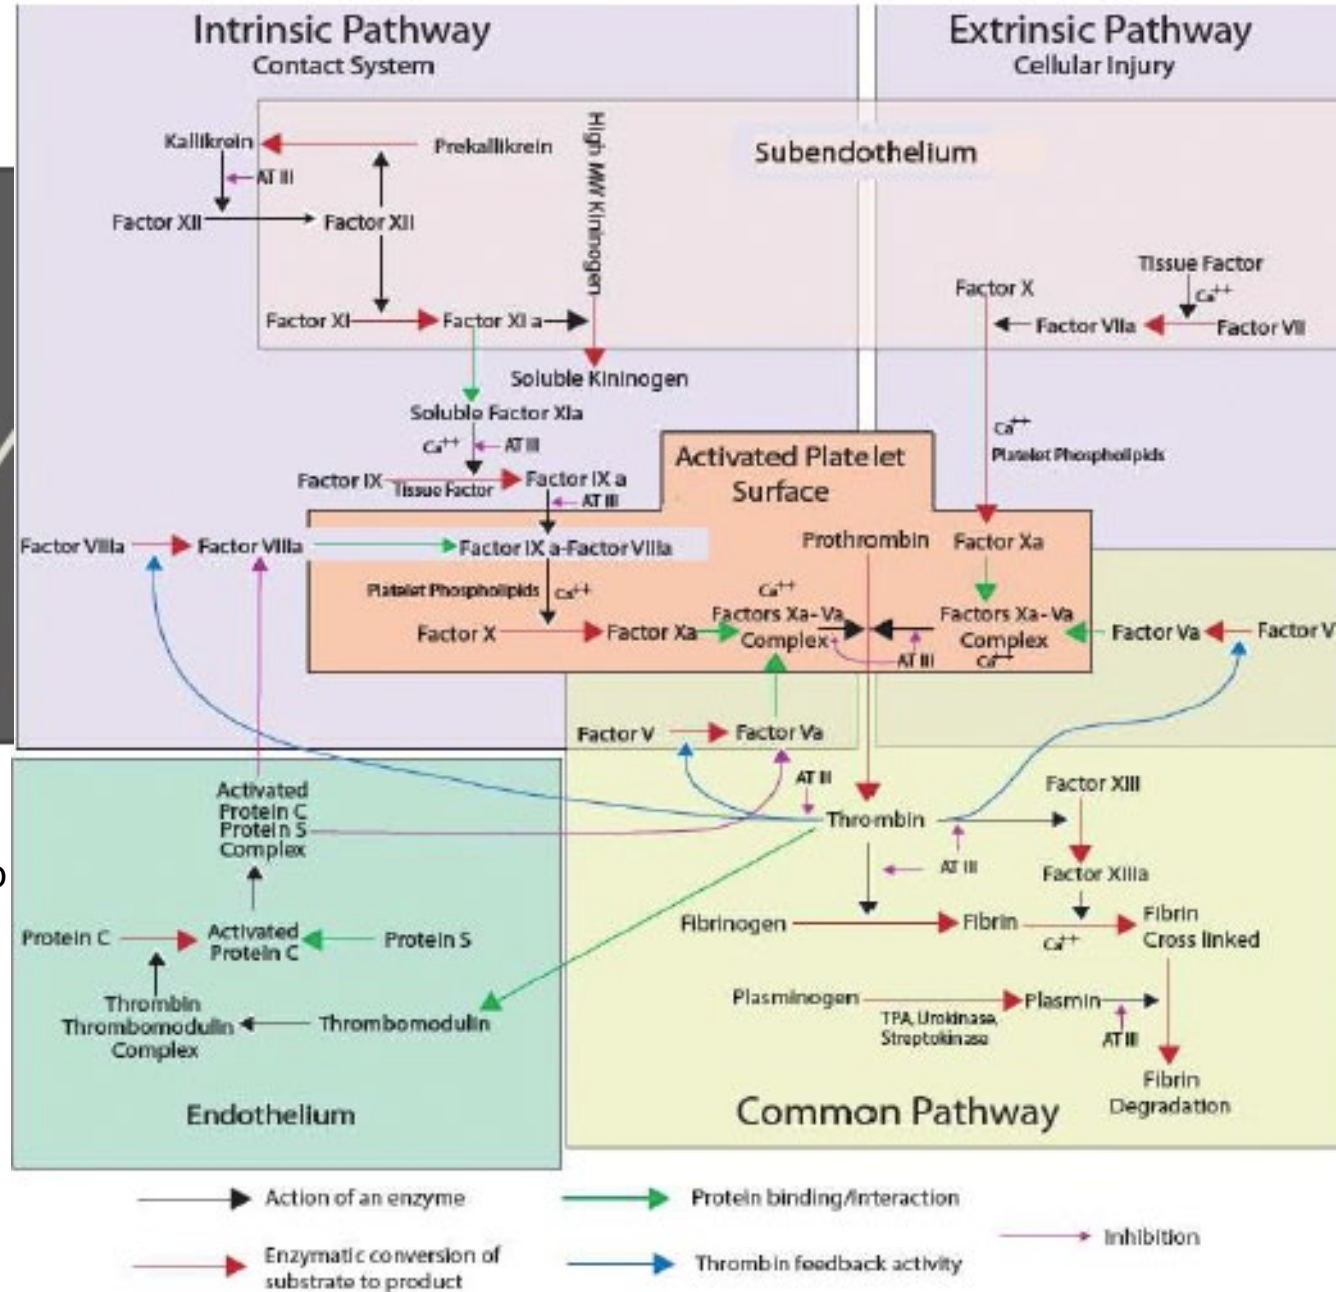 Intrinsic Pathway
Contact System
Extrinsic Pathway
Cellular Injury
Kallikrein
Prekallikrein
High MW Kininogen
Subendothelium
AT III
Factor XII
Factor XII
Tissue Factor
Ca++
Factor X
Factor VIIa
Factor VII
Factor XI
Factor XI a
Soluble Kininogen
Soluble Factor XIa
Ca++
AT III
Ca++
Platelet Phospholipids
Activated Platelet
Surface
Factor IX
Tissue Factor
Factor IX a
AT III
Factor VIIIa
Factor VIIIa
Factor IX a-Factor VIIIa
Prothrombin
Factor Xa
Platelet Phospholipids
Ca++
Ca++
Factor X
Factor Xa
Factors Xa-Va
Complex
Factors Xa-Va
Complex
Ca++
AT III
Factor Va
Factor V
Factor V
Factor Va
AT III
Thrombin
Factor XIII
AT III
Factor XIIIa
Activated
Protein C
Protein S
Complex
Fibrinogen
Fibrin
Ca++
Fibrin
Cross linked
Protein C
Activated
Protein C
Protein S
Plasminogen
TPA, Urokinase,
Streptokinase
Plasmin
AT III
Thrombin
Thrombomodulin
Complex
Thrombomodulin
Fibrin
Degradation
Endothelium
Common Pathway
Action of an enzyme
Protein binding/Interaction
Inhibition
Enzymatic conversion of
substrate to product
Thrombin feedback activity